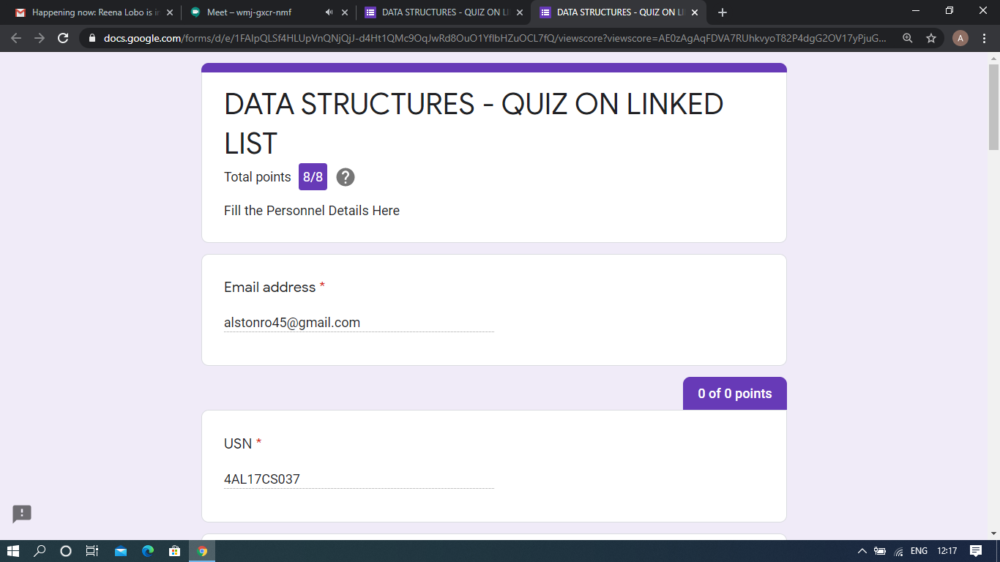 Happening now: Reena Lobo is in
Meet – wmj-gxcr-nmf
DATA STRUCTURES - QUIZ ON LI
DATA STRUCTURES - QUIZ ON LI
docs.google.com/forms/d/e/1FAIpQLSf4HLUpVnQNjQjJ-d4Ht1QMc9OqJwRd8OuO1YfIbHZuOCL7fQ/viewscore?viewscore=AE0zAgAqFDVA7RUhkvyoT82P4dgG2OV17yPjuG...
A
DATA STRUCTURES - QUIZ ON LINKED
LIST
Total points 8/8 ?
Fill the Personnel Details Here
Email address *
alstonro45@gmail.com
0 of 0 points
USN *
4AL17CS037
ENG 12:17